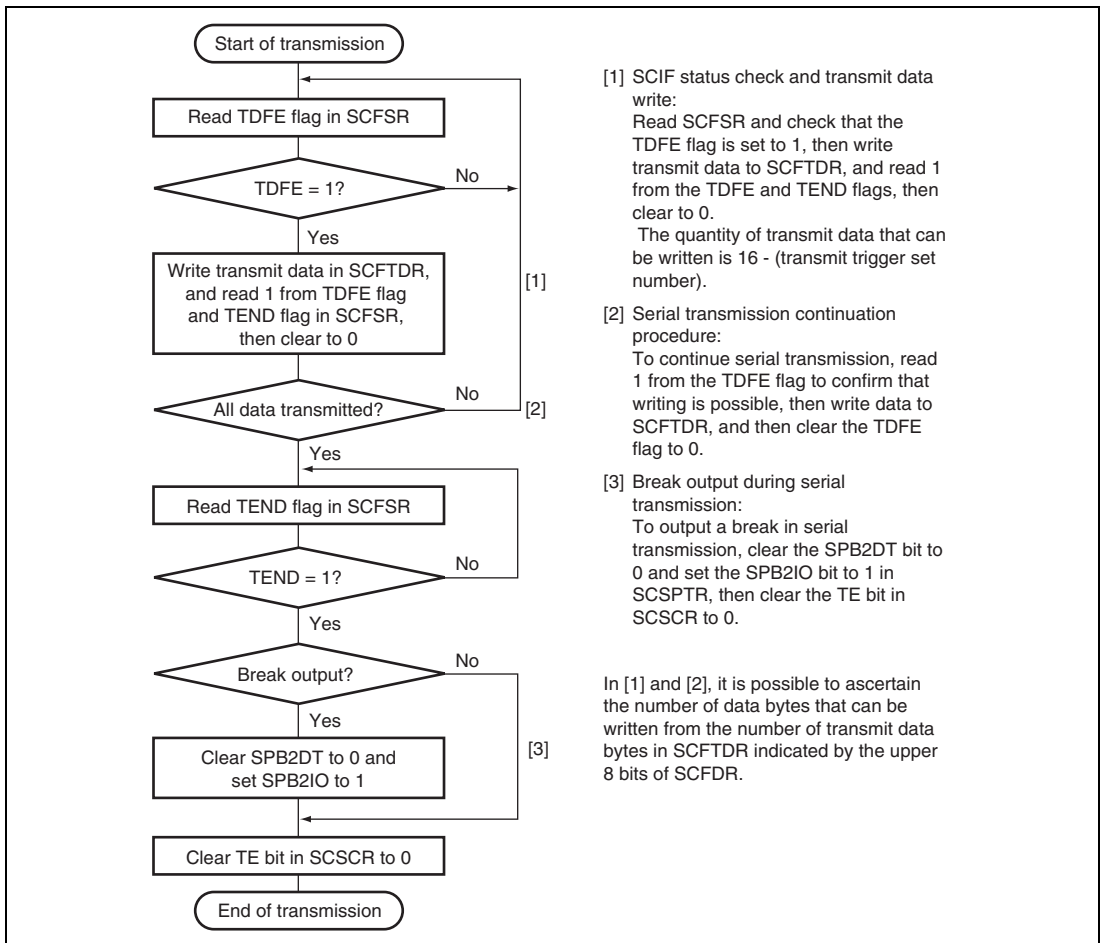 Start of transmission
Read TDFE flag in SCFSR
TDFE = 1?
No
Yes
Write transmit data in SCFTDR,
and read 1 from TDFE flag
and TEND flag in SCFSR,
then clear to 0
[1]
All data transmitted?
No
[2]
Yes
Read TEND flag in SCFSR
TEND = 1?
No
Yes
Break output?
No
Yes
Clear SPB2DT to 0 and
set SPB2IO to 1
[3]
Clear TE bit in SCSCR to 0
End of transmission
[1] SCIF status check and transmit data
write:
Read SCFSR and check that the
TDFE flag is set to 1, then write
transmit data to SCFTDR, and read 1
from the TDFE and TEND flags, then
clear to 0.
The quantity of transmit data that can
be written is 16 - (transmit trigger set
number).
[2] Serial transmission continuation
procedure:
To continue serial transmission, read
1 from the TDFE flag to confirm that
writing is possible, then write data to
SCFTDR, and then clear the TDFE
flag to 0.
[3] Break output during serial
transmission:
To output a break in serial
transmission, clear the SPB2DT bit to
0 and set the SPB2IO bit to 1 in
SCSPTR, then clear the TE bit in
SCSCR to 0.
In [1] and [2], it is possible to ascertain
the number of data bytes that can be
written from the number of transmit data
bytes in SCFTDR indicated by the upper
8 bits of SCFDR.